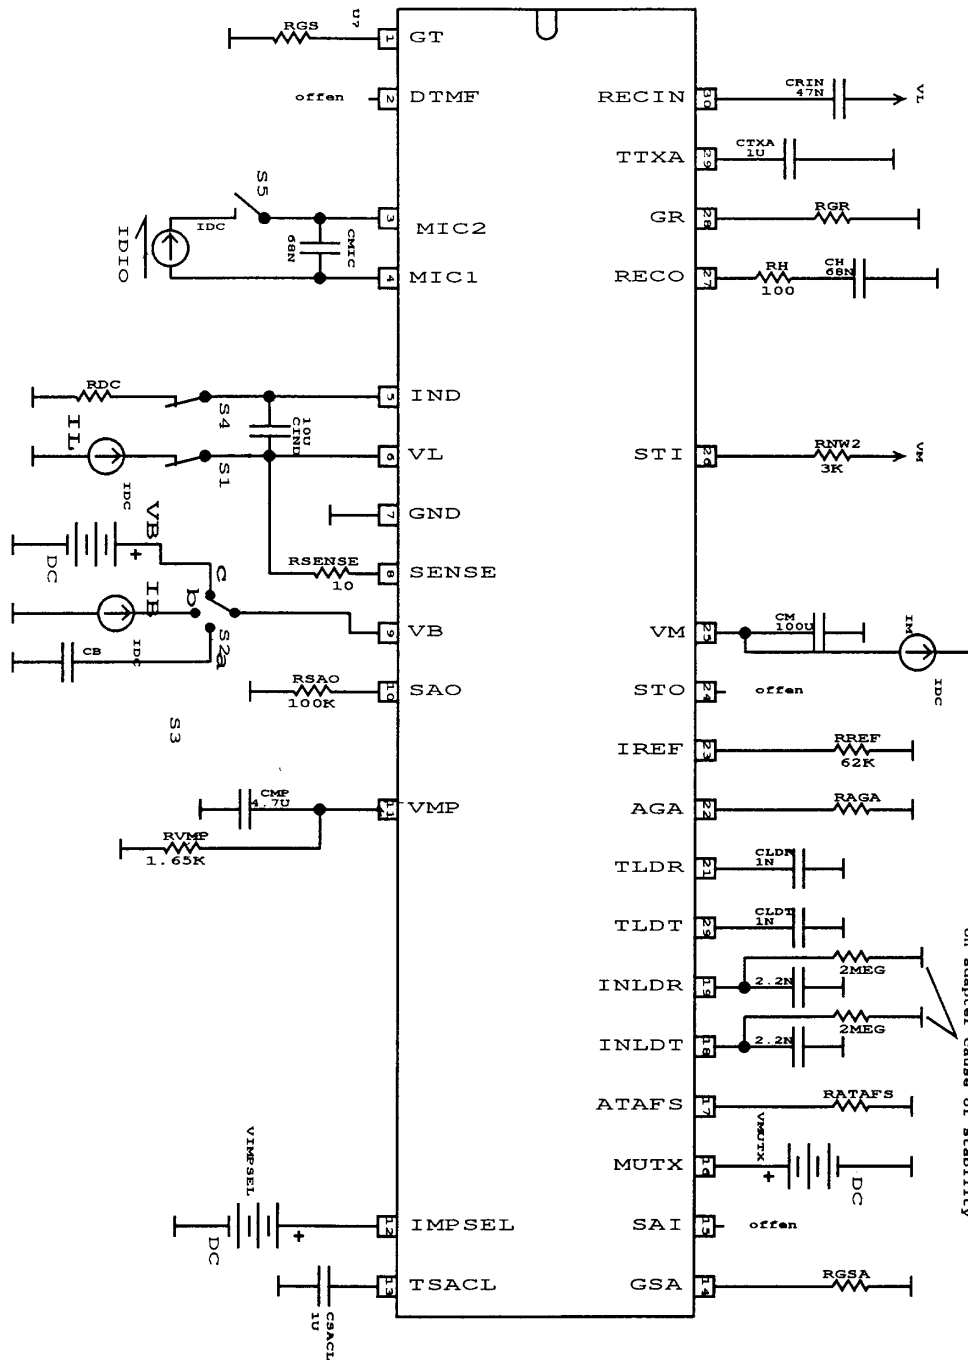 U?
RGS
1
GT
offen
2
DTMF
S5
IDC
IDIO
CMIC
68N
3
MIC2
4
MIC1
RDC
S4
10U
CIND
5
IND
IL
IDC
S1
6
VL
7
GND
VB
DC
+
RSENSE
10
8
SENSE
c
b
IB
IDC
S2a
9
VB
CB
RSAO
100K
10
SAO
S3
CMP
4.7U
11
VMP
RVMP
1.65K
VIMPSEL
DC
+
12
IMPSEL
CSACL
1U
13
TSACL
RECIN
30
CRIN
47N
VL
TTXA
29
CTXA
1U
GR
28
RGR
RECO
27
RH
100
CH
68N
STI
26
RNW2
3K
VM
VM
25
CM
100U
IM
IDC
STO
24
offen
IREF
23
RREF
62K
AGA
22
RAGA
TLDR
21
CLDR
1N
TLDT
29
CLDT
1N
INLDR
19
2MEG
2.2N
INLDT
18
2MEG
2.2N
on adapter cause of stability
ATAFS
17
RATAFS
MUTX
16
VMUTX
+
DC
SAI
15
offen
GSA
14
RGSA